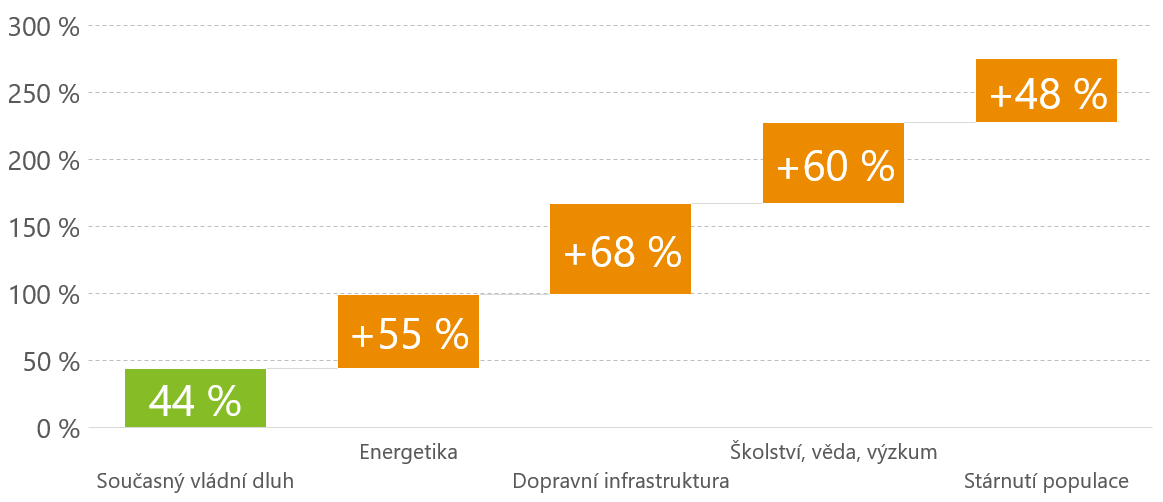 300 %
250 %
200 %
150 %
100 %
50 %
0 %
44 %
+55 %
+68 %
+60 %
+48 %
Současný vládní dluh
Energetika
Dopravní infrastruktura
Školství, věda, výzkum
Stárnutí populace